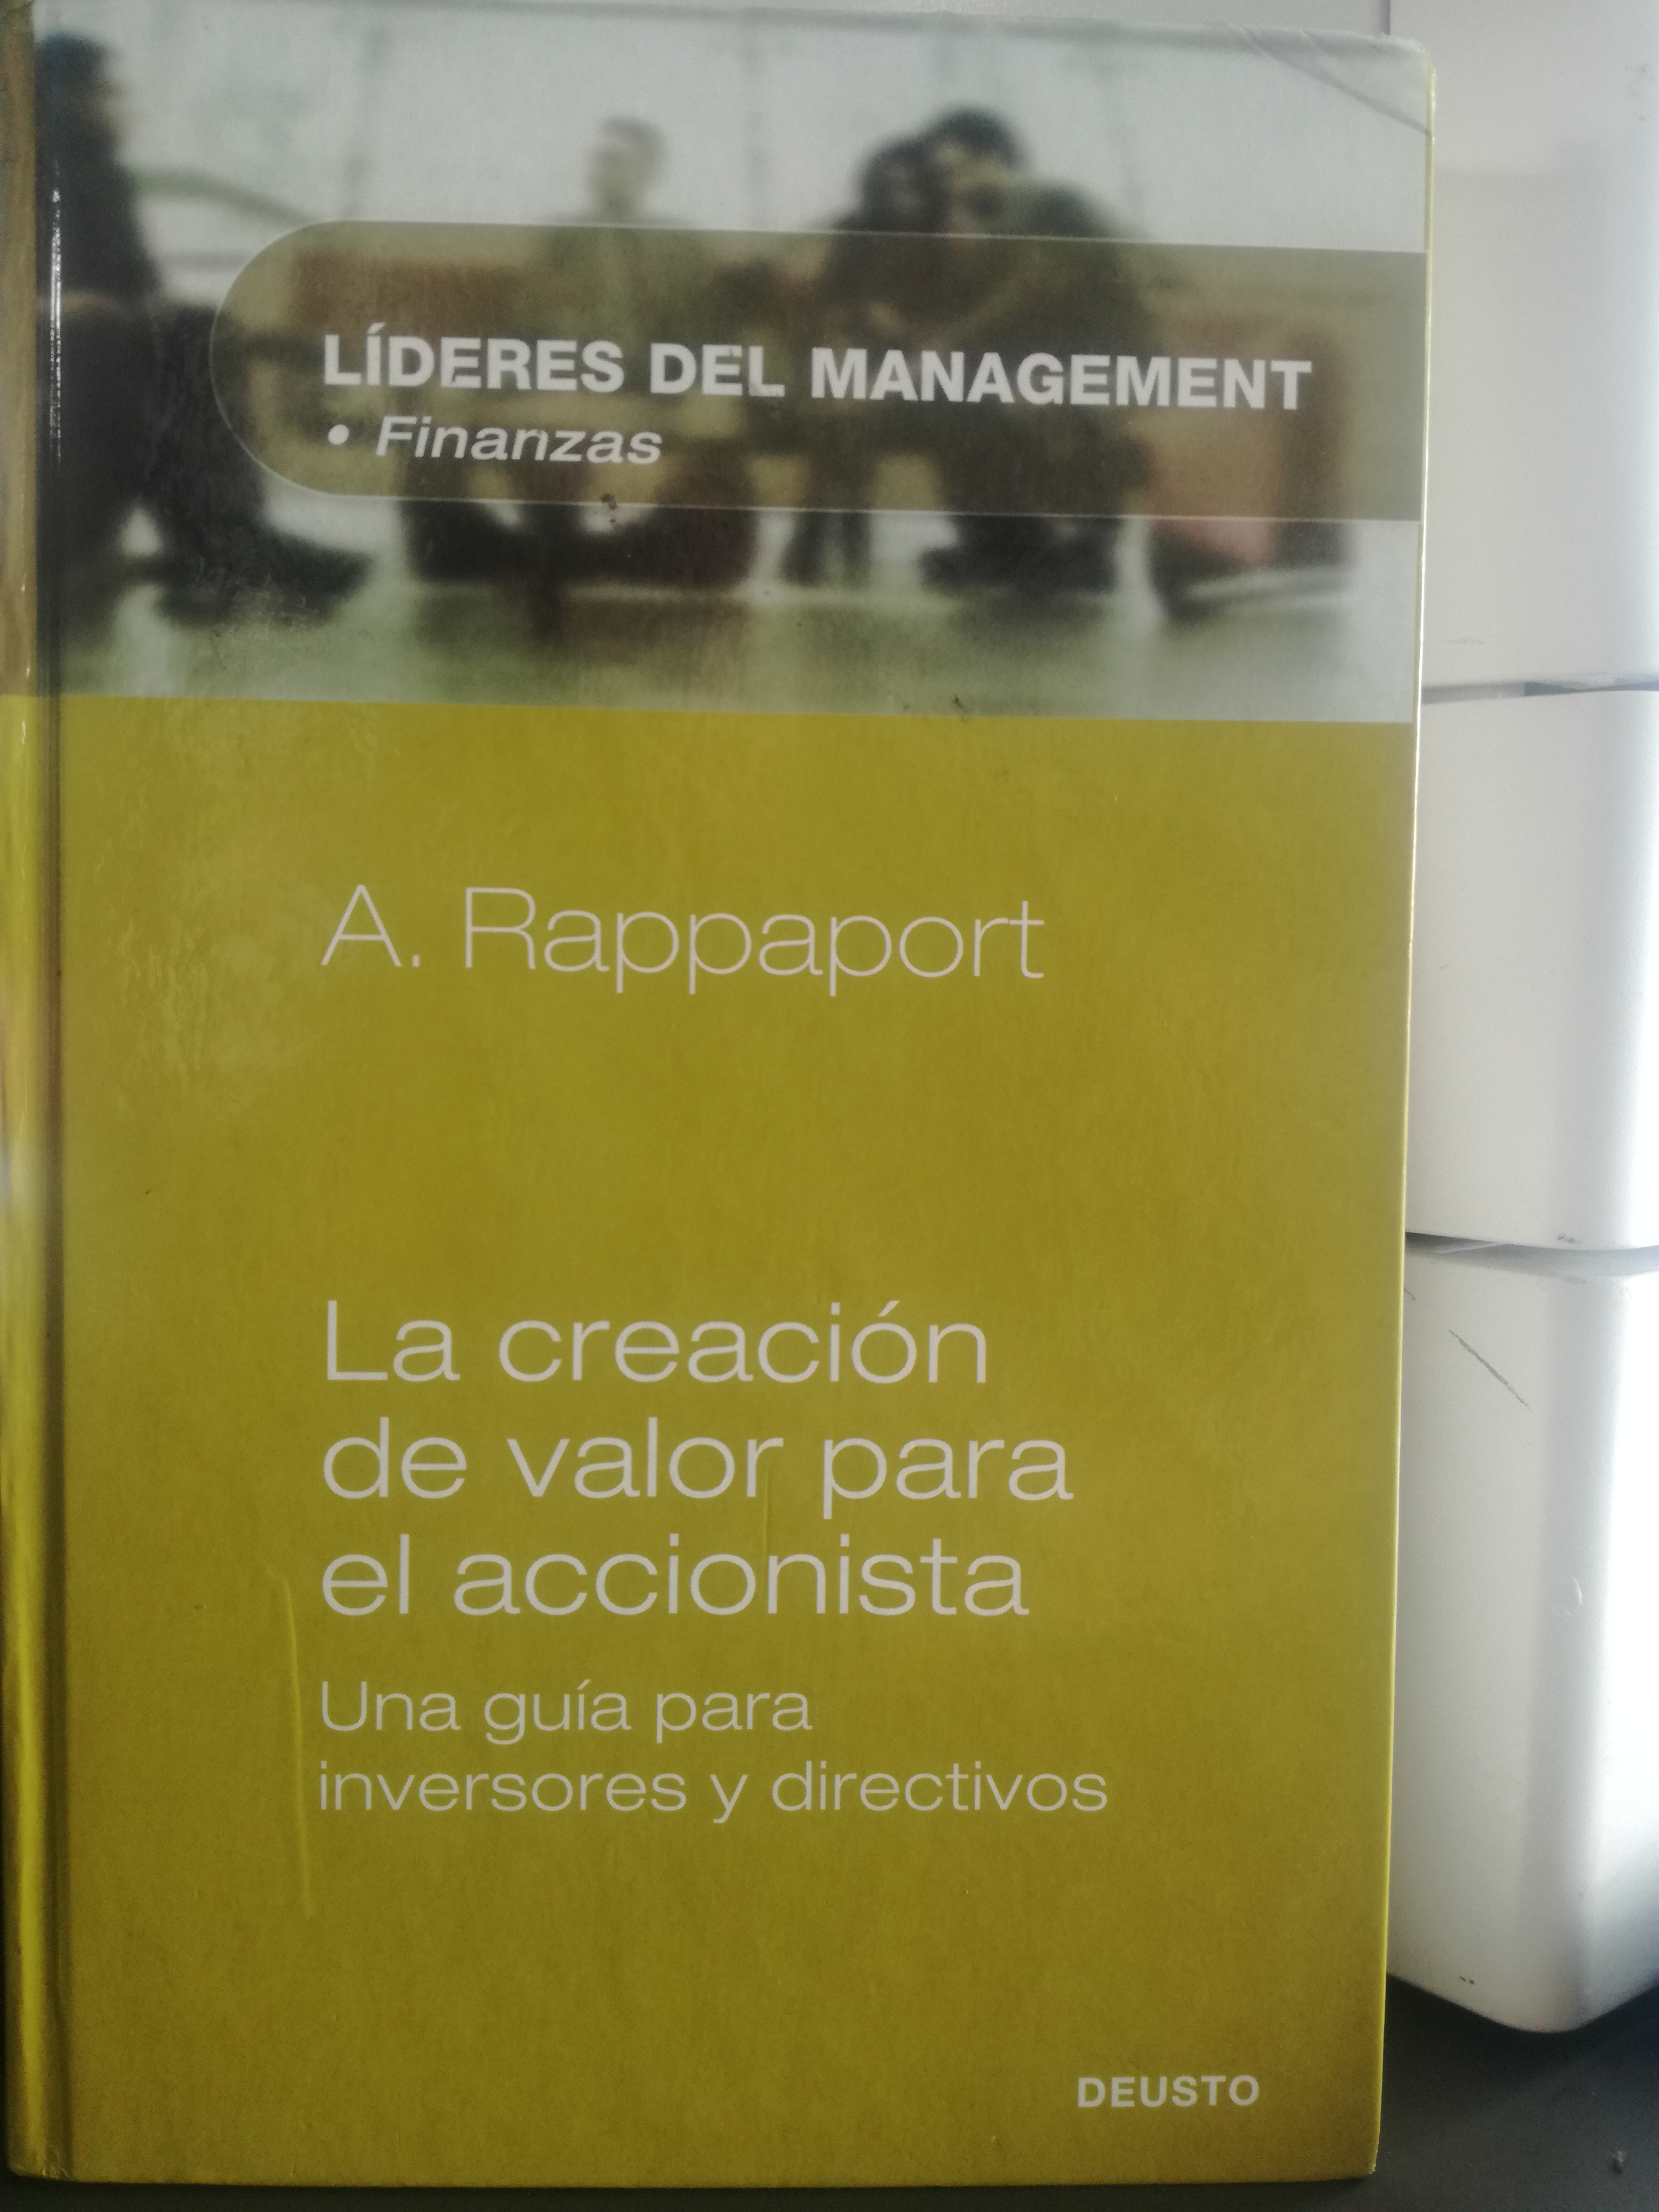 LÍDERES DEL MANAGEMENT
• Finanzas
A. Rappaport
La creación
de valor para
el accionista
Una guía para
inversores y directivos
DEUSTO